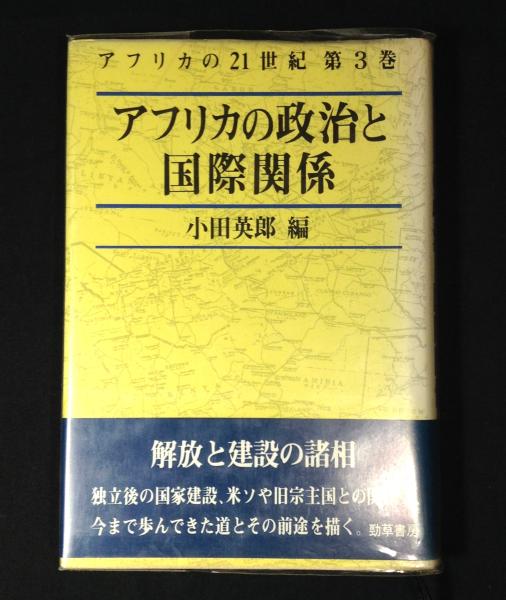 アフリカの21世紀 第3巻
アフリカの政治と
国際関係
小田英郎 編
解放と建設の諸相
独立後の国家建設、米ソや旧宗主国との
今まで歩んできた道とその前途を描く。勁草書房
NAMIBIA